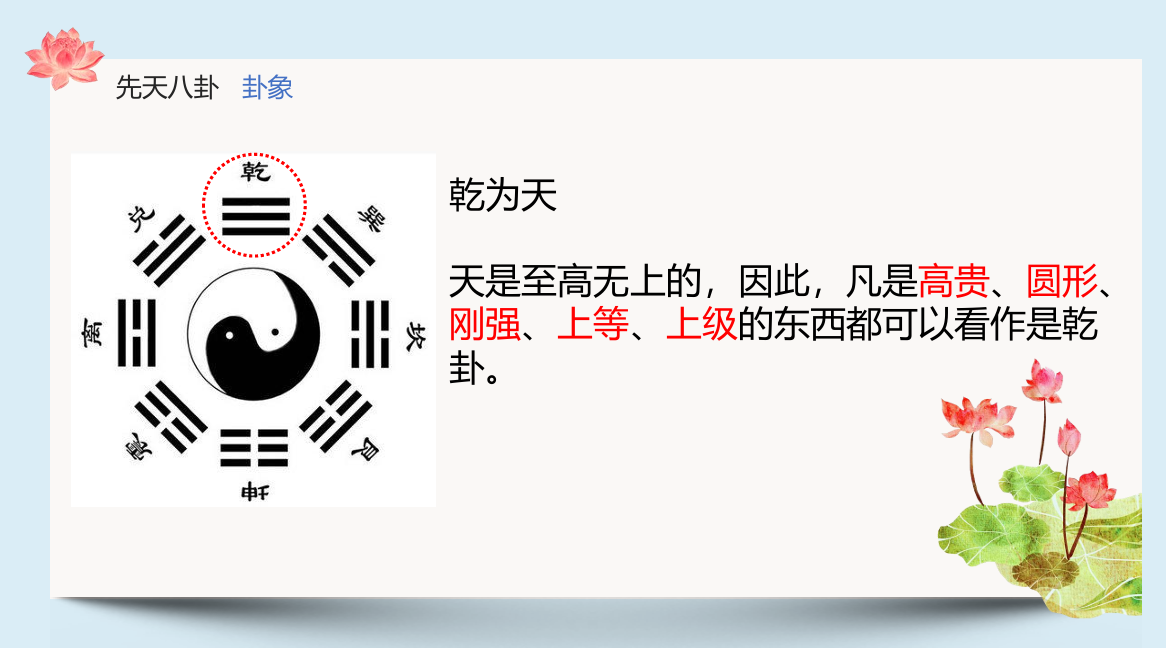 先天八卦 卦象
乾
兑
巽
离
坎
震
艮
坤
乾为天
天是至高无上的，因此，凡是高贵、圆形、
刚强、上等、上级的东西都可以看作是乾
卦。